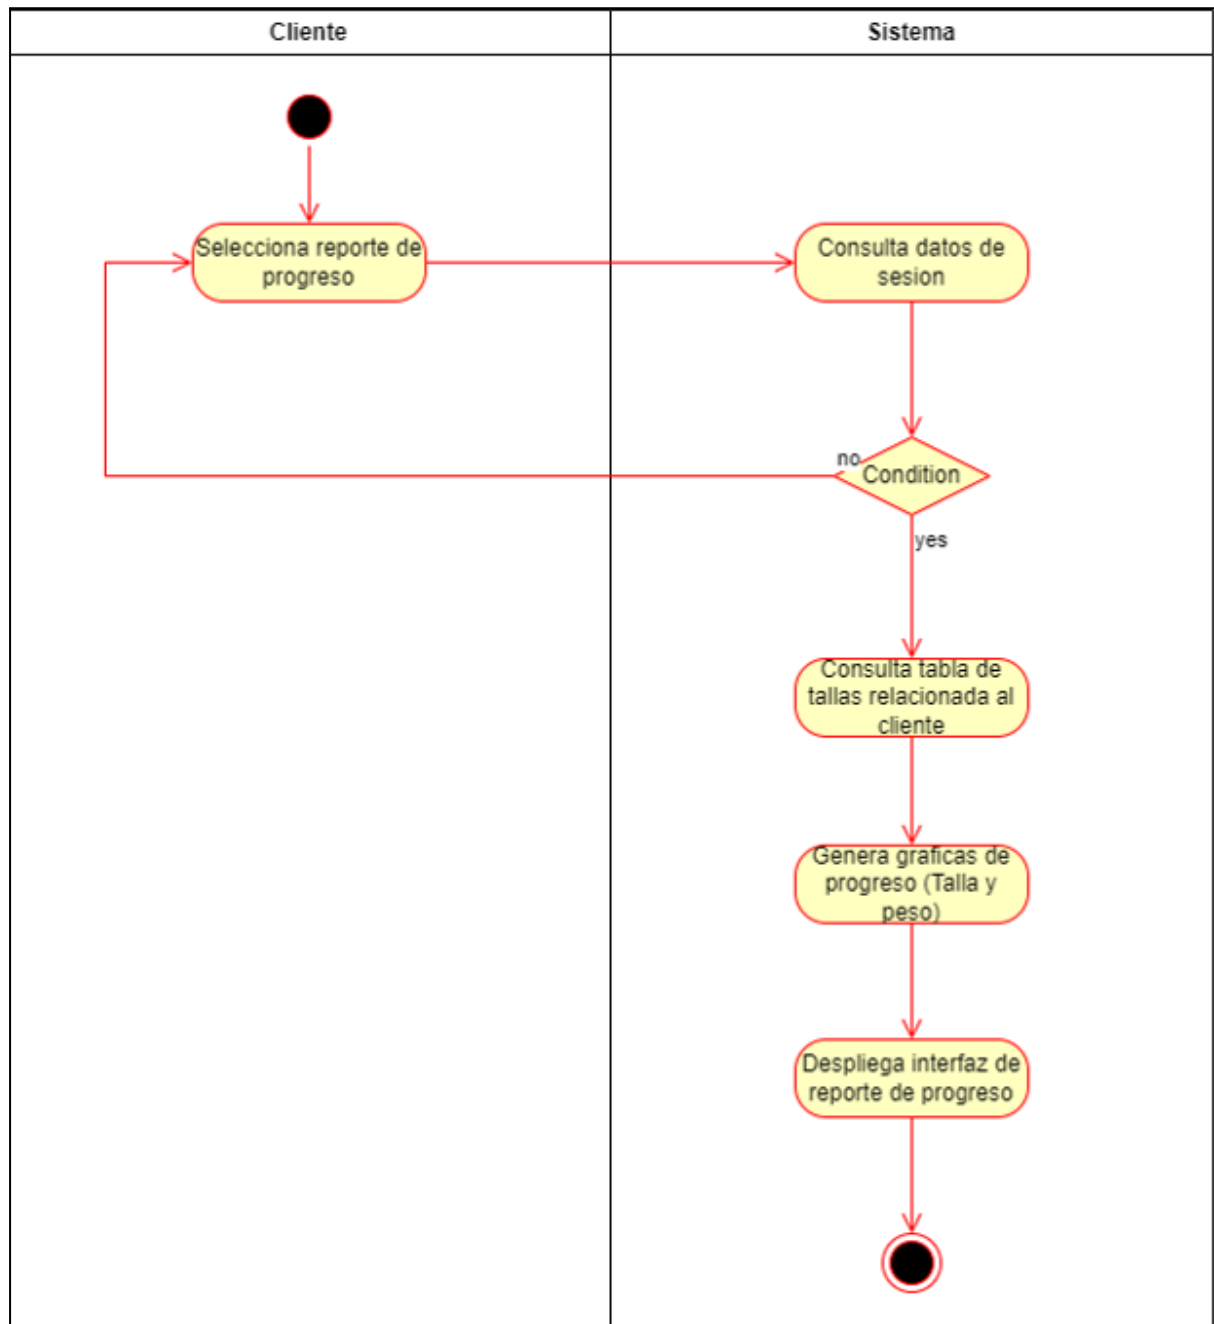 Cliente
Sistema
Selecciona reporte de
progreso
Consulta datos de
sesion
no
Condition
yes
Consulta tabla de
tallas relacionada al
cliente
Genera graficas de
progreso (Talla y
peso)
Despliega interfaz de
reporte de progreso